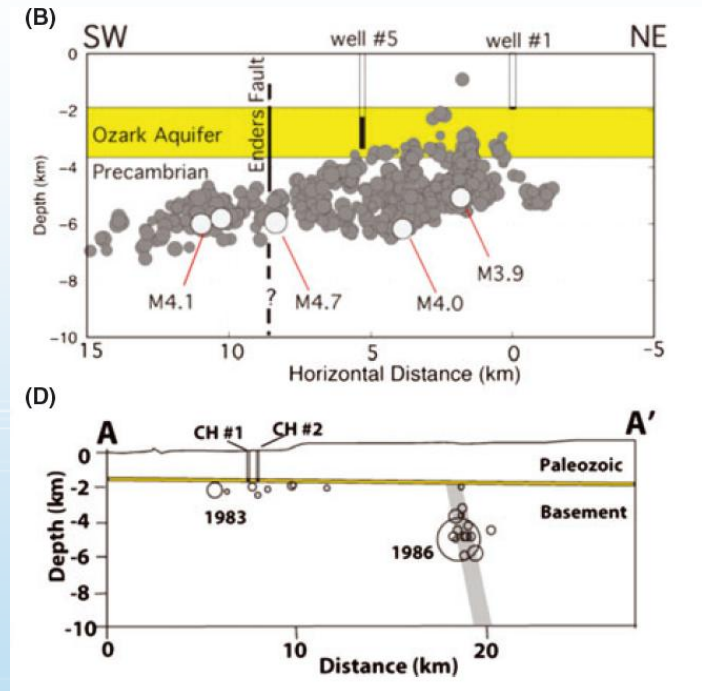 (B)
SW
well #5
well #1
NE
0
-2
-4
-6
-8
-10
Depth (km)
Enders Fault
Ozark Aquifer
Precambrian
M4.1
?
M4.7
M4.0
M3.9
15
10
5
0
-5
Horizontal Distance (km)
(D)
A
CH #1
CH #2
A′
0
-2
-4
-6
-8
-10
Depth (km)
Paleozoic
1983
Basement
1986
0
10
20
Distance (km)